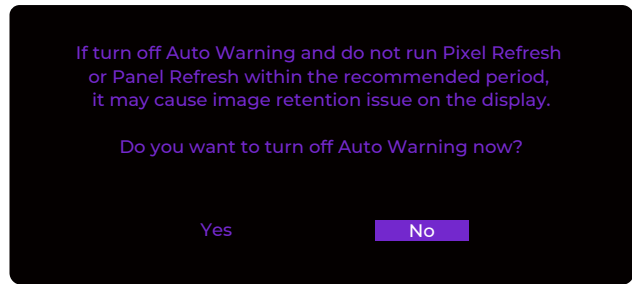 If turn off Auto Warning and do not run Pixel Refresh
or Panel Refresh within the recommended period,
it may cause image retention issue on the display.
Do you want to turn off Auto Warning now?
Yes No